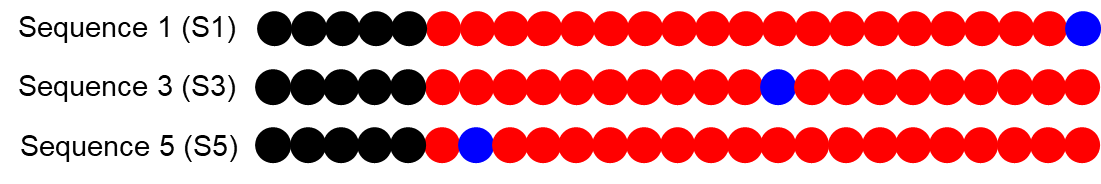 Sequence 1 (S1)
Sequence 3 (S3)
Sequence 5 (S5)